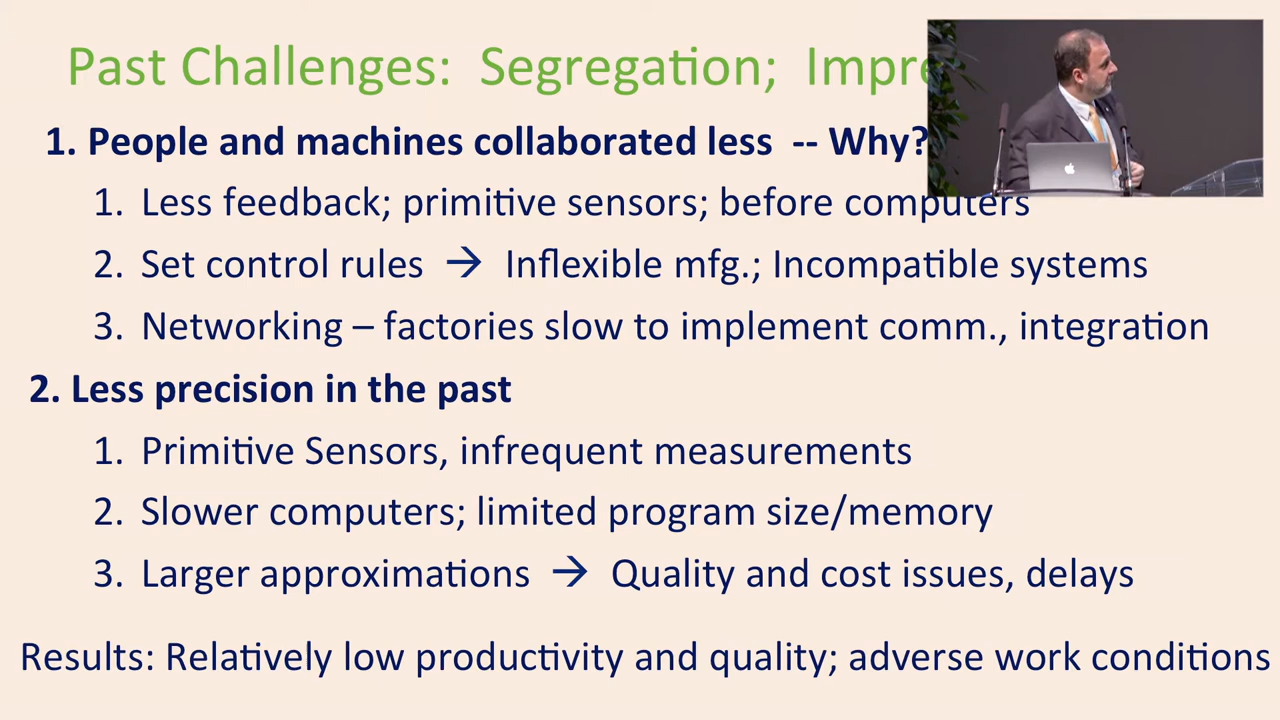 Past Challenges: Segregation;
1. People and machines collaborated less -- Why?
1. Less feedback; primitive sensors; before computers
2. Set control rules → Inflexible mfg.; Incompatible systems
3. Networking – factories slow to implement comm., integration
2. Less precision in the past
1. Primitive Sensors, infrequent measurements
2. Slower computers; limited program size/memory
3. Larger approximations → Quality and cost issues, delays
Results: Relatively low productivity and quality; adverse work conditions